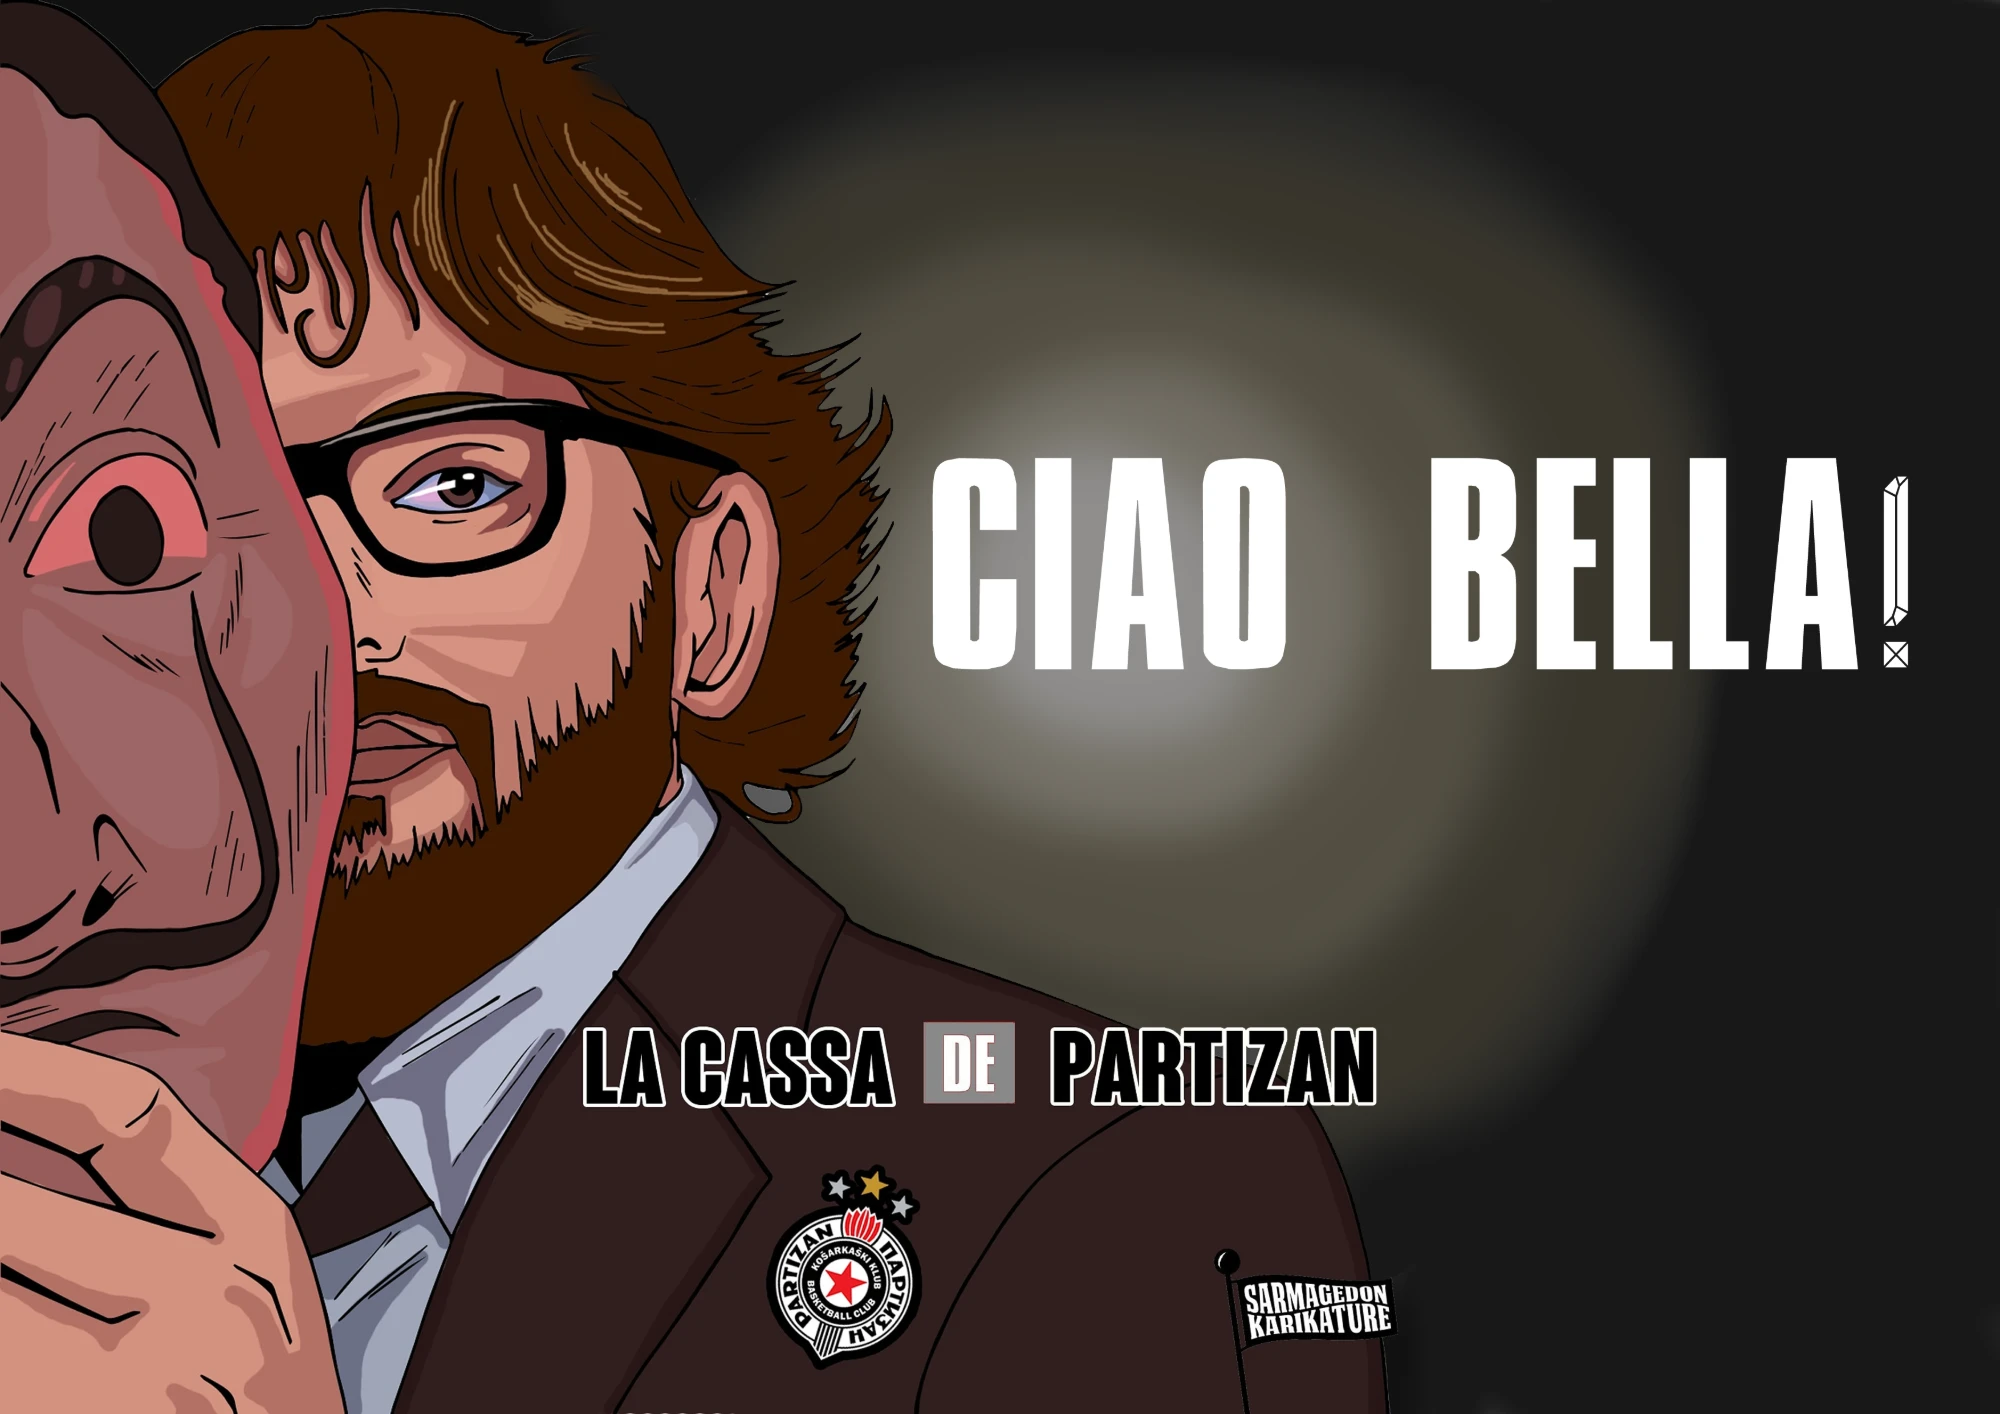 CIAO BELLA!
LA CASSA DE PARTIZAN
PARTIZAN ПАРТИЗАН
KOŠARKAŠKI KLUB
BASKETBALL CLUB
SARMAGEDON
KARIKATURE